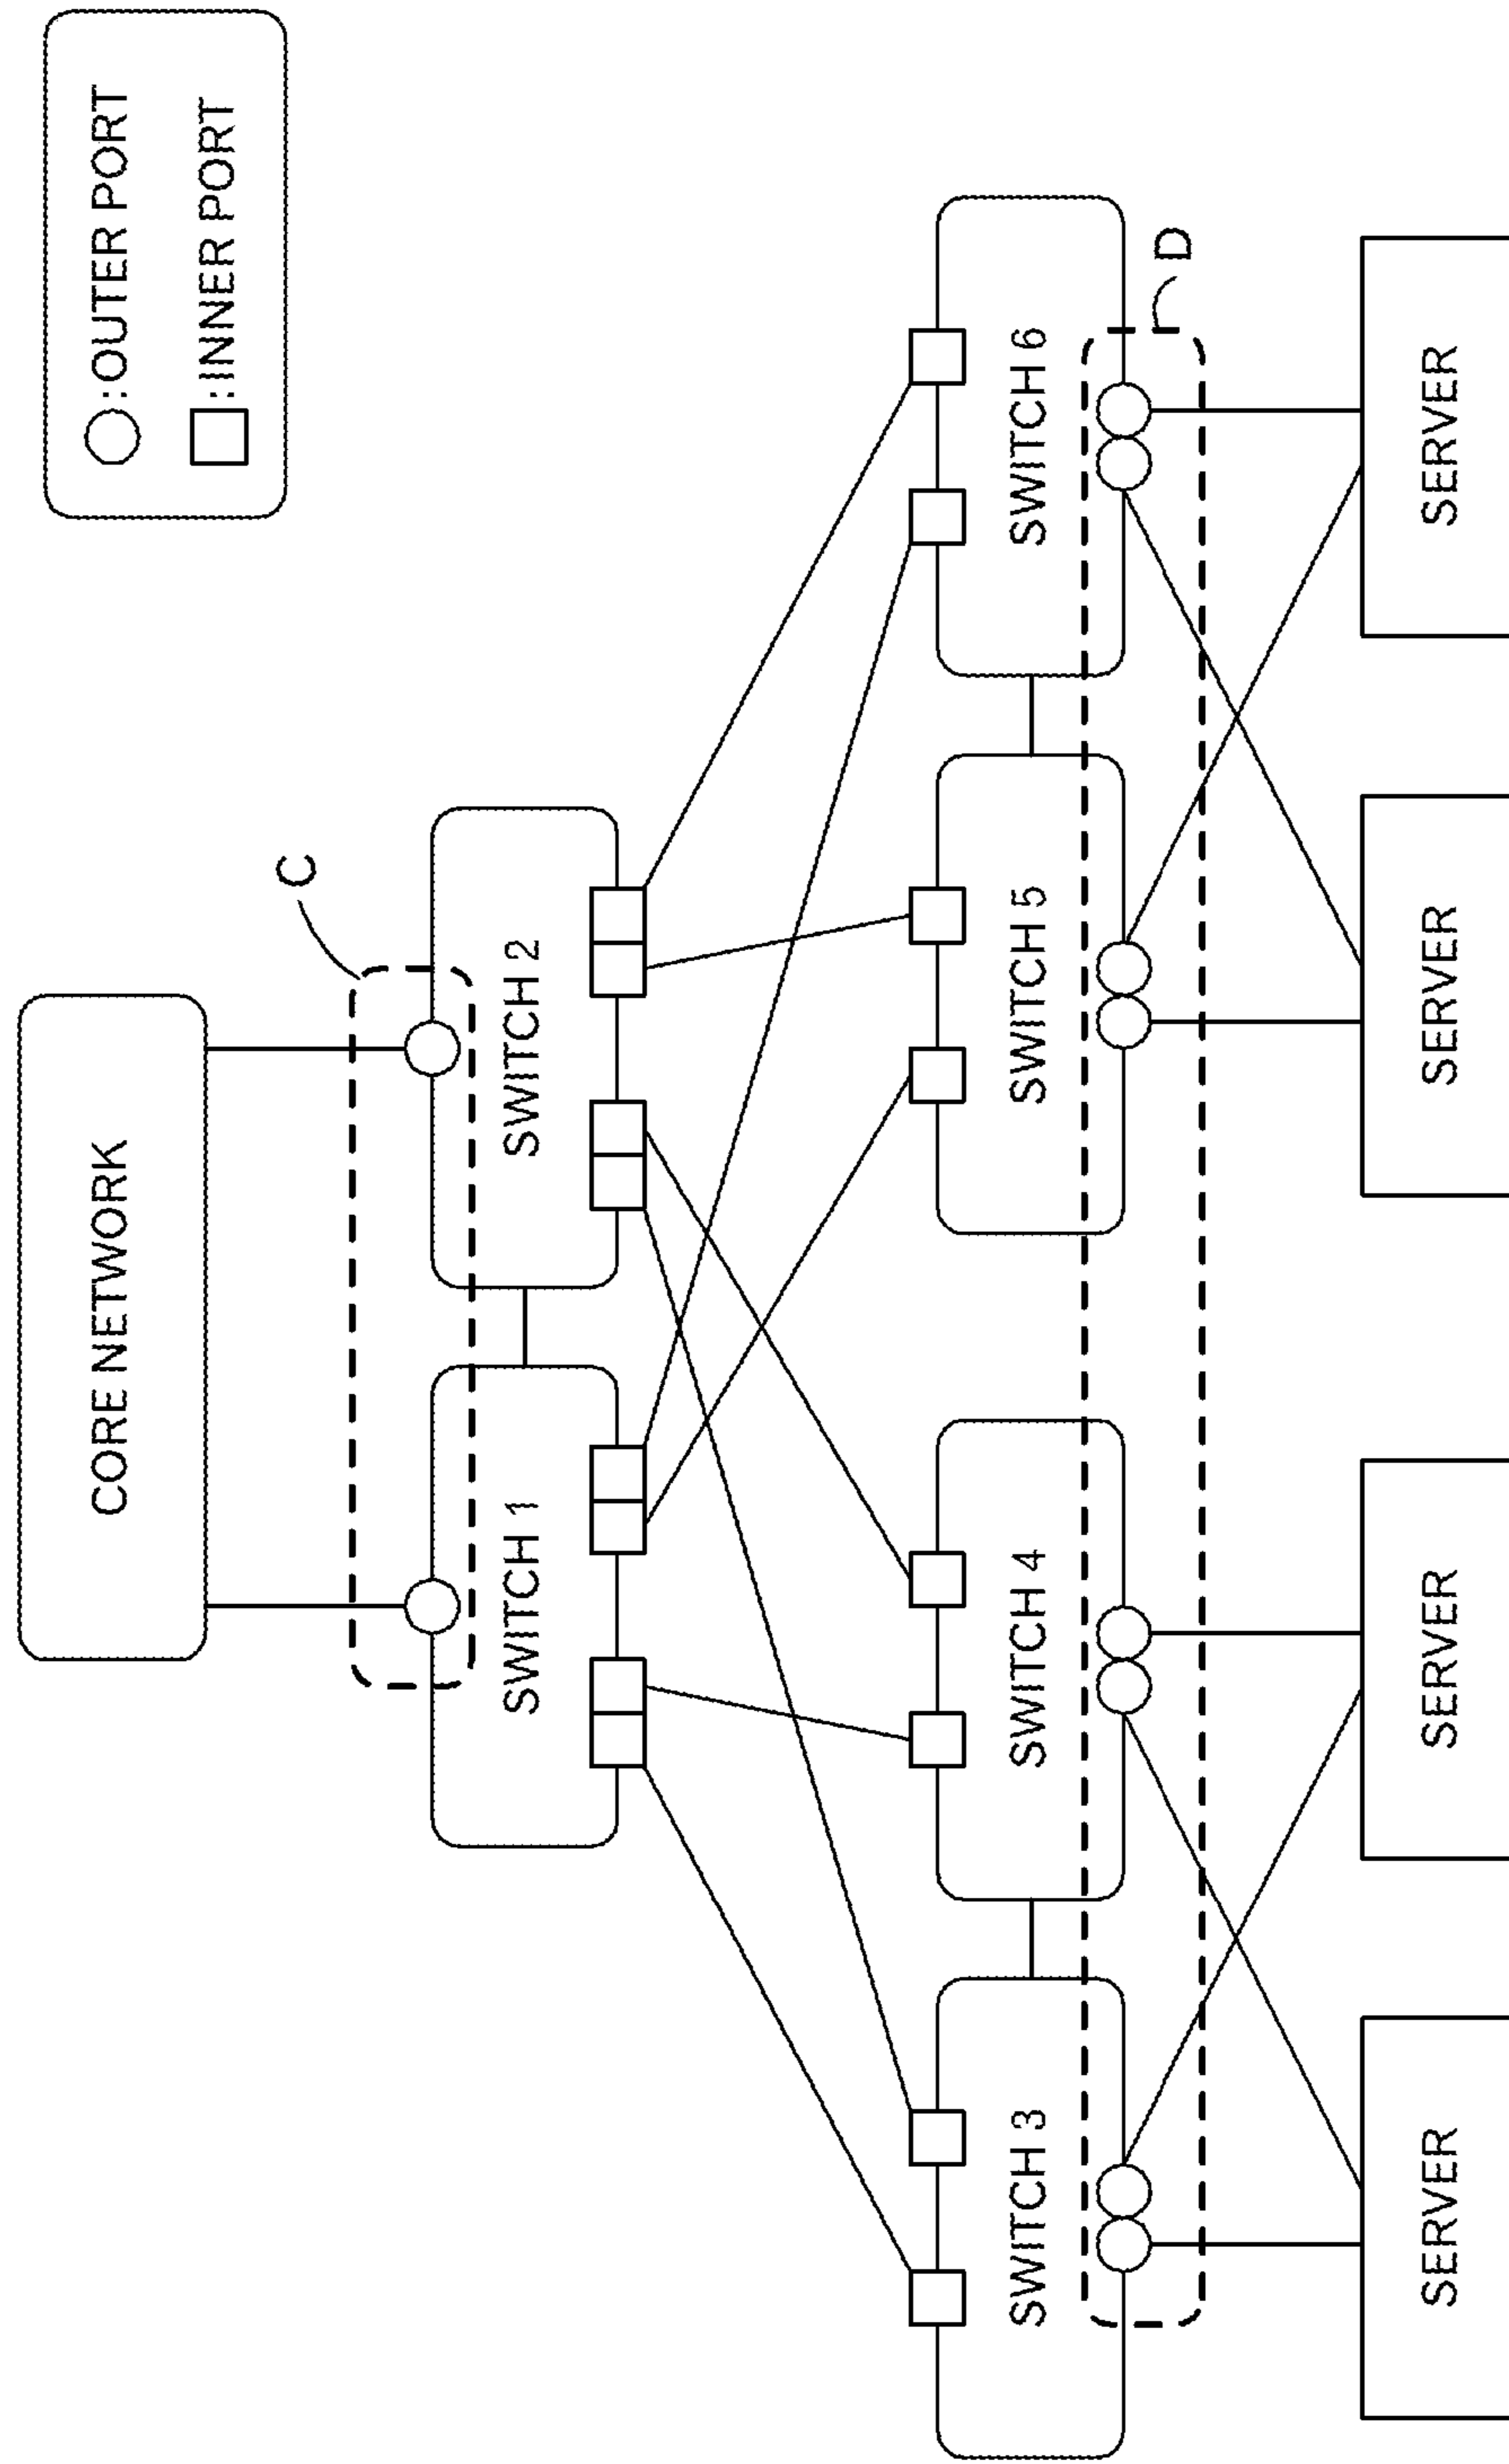 CORE NETWORK
○:OUTER PORT
□:INNER PORT
C
SWITCH 1
SWITCH 2
SWITCH 3
SWITCH 4
SWITCH 5
SWITCH 6
D
SERVER
SERVER
SERVER
SERVER